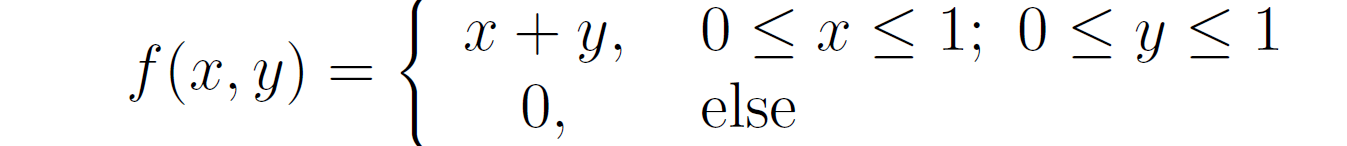 f(x, y) = { x + y, 0 ≤ x ≤ 1; 0 ≤ y ≤ 1
0, else